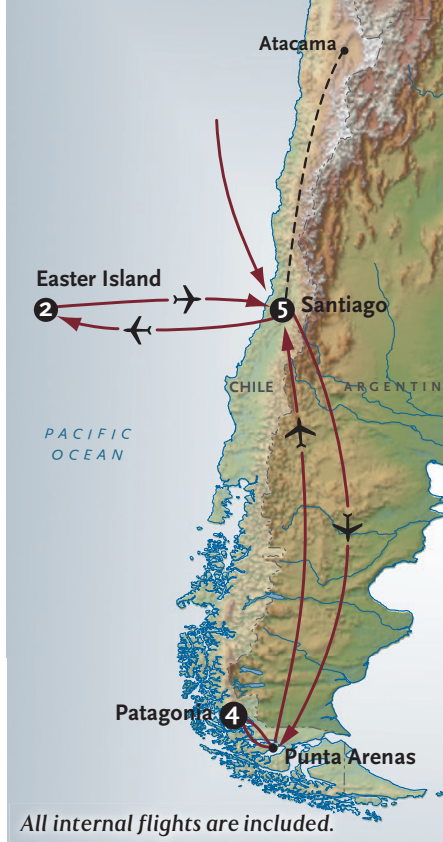 Atacama
Easter Island
2
5 Santiago
CHILE
ARGENTIN
PACIFIC
OCEAN
Patagonia 4
Punta Arenas
All internal flights are included.